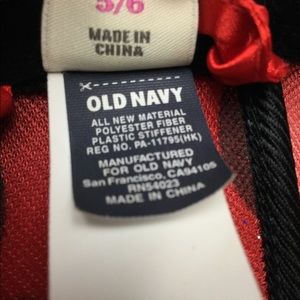 5/6
MADE IN
CHINA
OLD NAVY
ALL NEW MATERIAL
POLYESTER FIBER
PLASTIC STIFFENER
REG NO. PA-11795(HK)
MANUFACTURED
FOR OLD NAVY
San Francisco, CA94105
RN54023
MADE IN CHINA